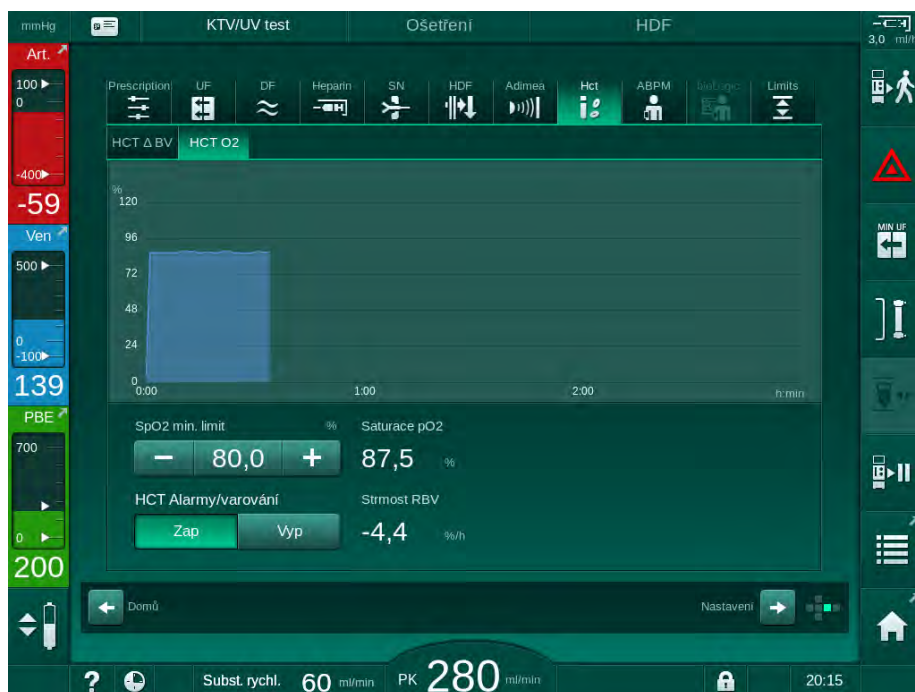 mmHg
KTV/UV test
Ošetření
HDF
3,0 ml/h
Art.
100
0
-400
-59
Ven
500
0
-100
139
PBE
700
0
200
Prescription
UF
DF
Heparin
SN
HDF
Adimea
Hct
ABPM
bioLogic
Limits
HCT Δ BV
HCT O2
%
120
96
72
48
24
0
0:00
1:00
2:00
h:min
SpO2 min. limit %
80,0
Saturace pO2
87,5 %
HCT Alarmy/varování
Zap
Vyp
Strmost RBV
-4,4 %/h
MIN UF
Domů
Nastavení
?
Subst. rychl. 60 ml/min
PK 280 ml/min
20:15